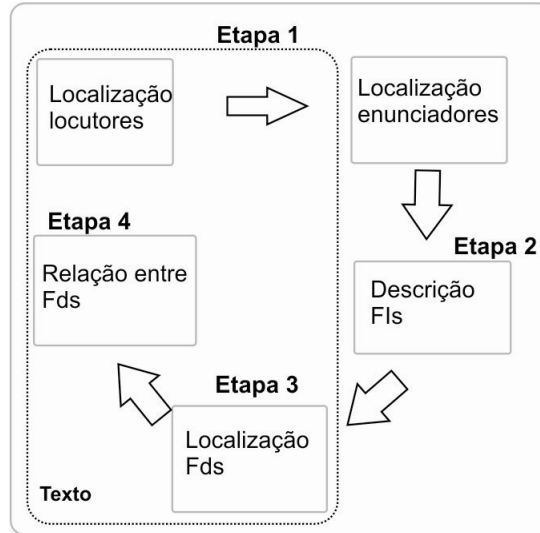 Etapa 1
Localização
locutores
Localização
enunciadores
Etapa 4
Relação entre
Fds
Etapa 2
Descrição
FIs
Etapa 3
Localização
Fds
Texto